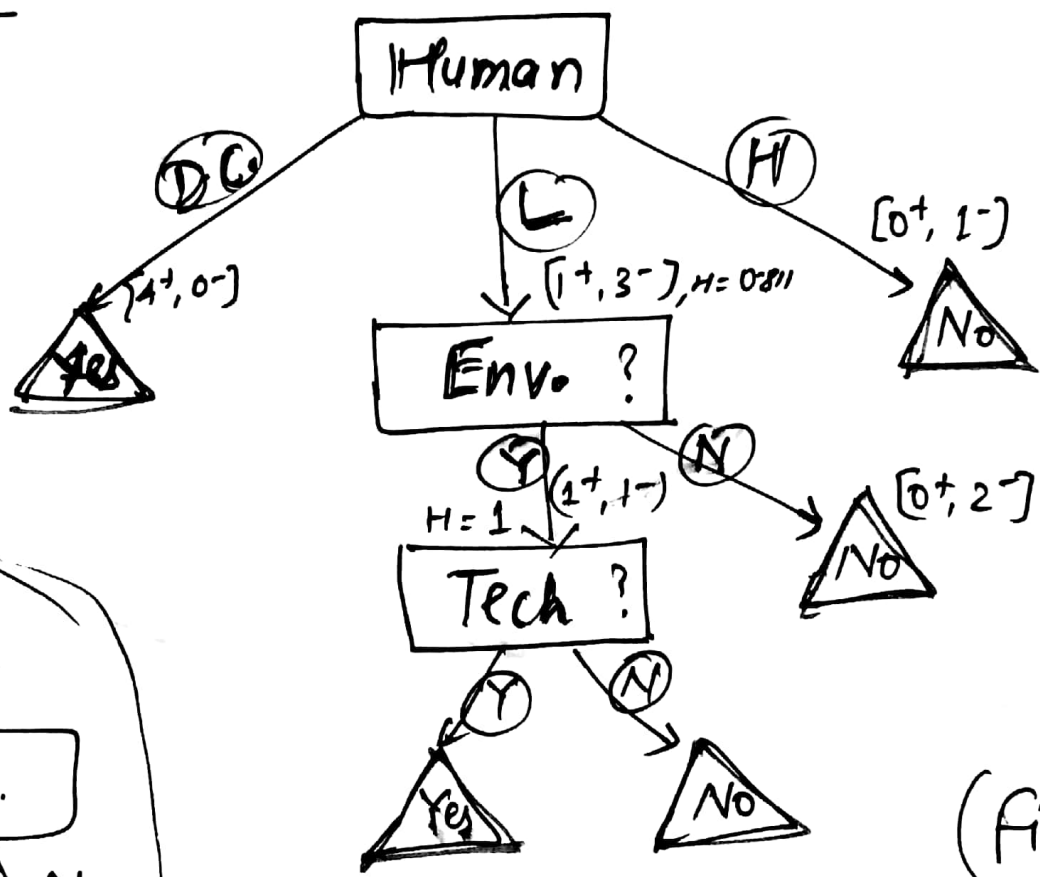 Human
D.C.
L
H
[0⁺, 1⁻]
[4⁺, 0⁻]
[1⁺, 3⁻], H= 0.811
Yes
No
Env. ?
Y
N
H = 1
(1⁺, 1⁻)
[0⁺, 2⁻]
Tech ?
No
Y
N
Yes
No